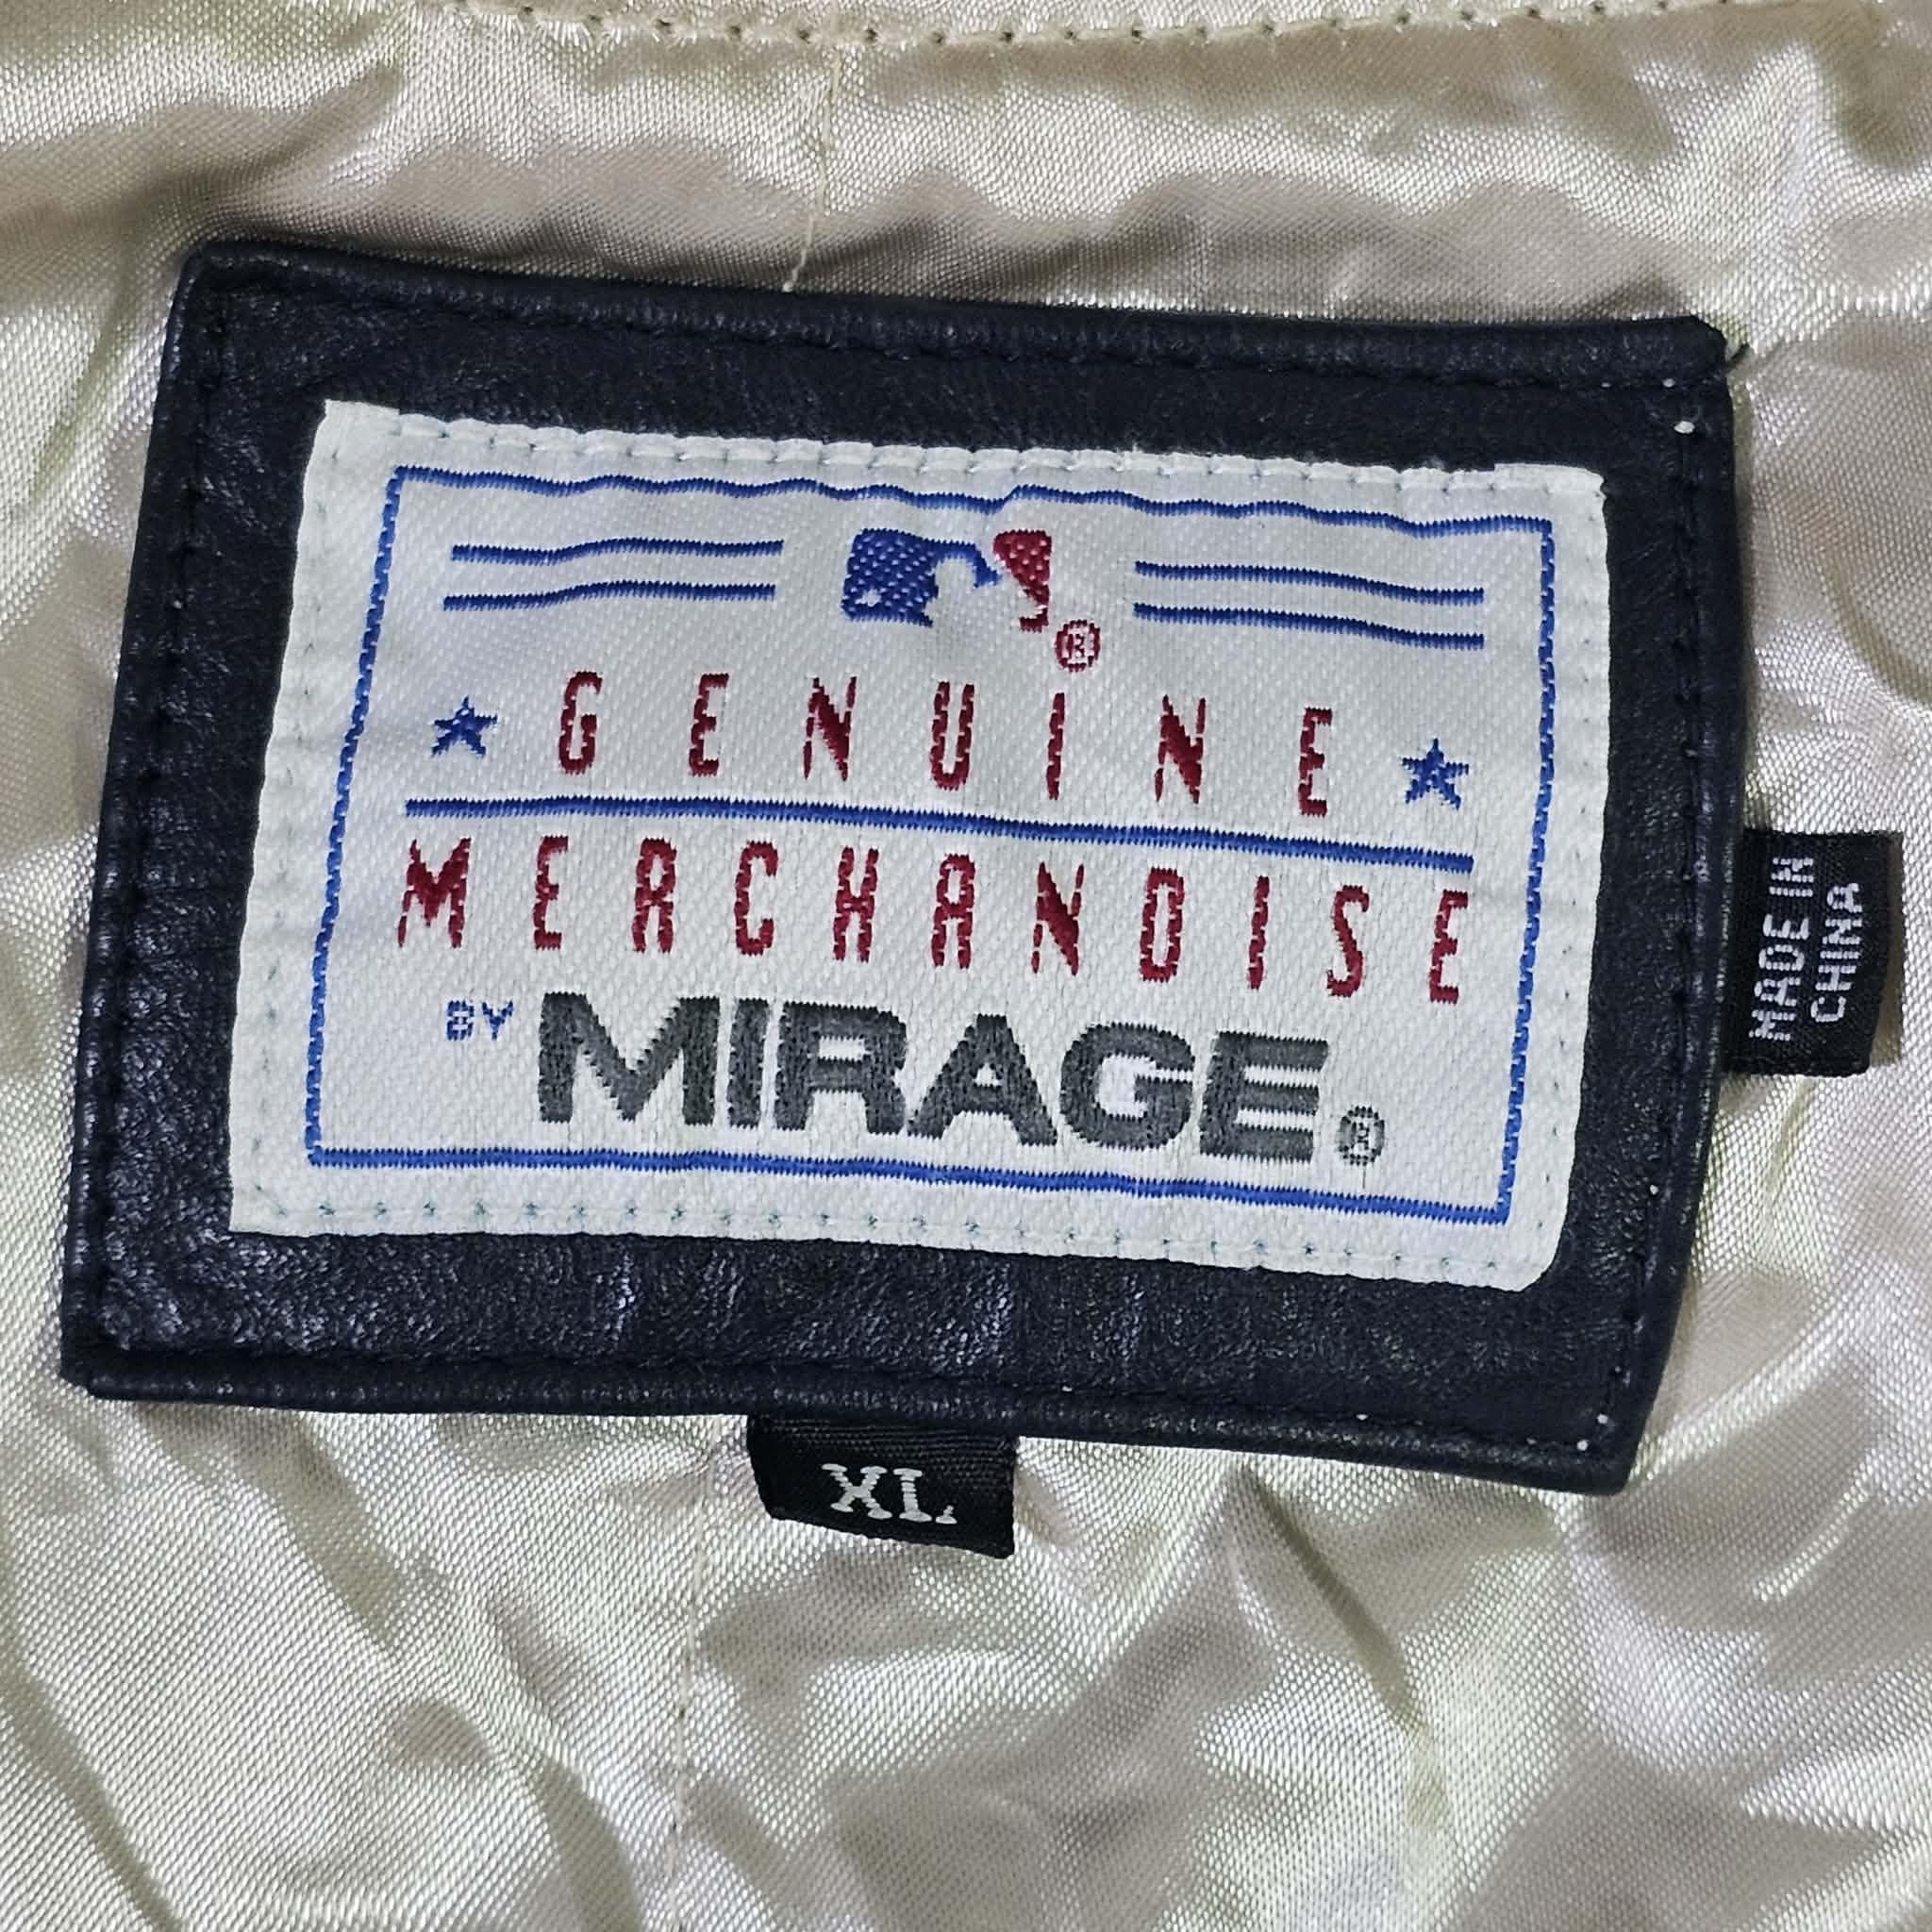 GENUINE
MERCHANDISE
BY MIRAGE®
MADE IN
CHINA
XL